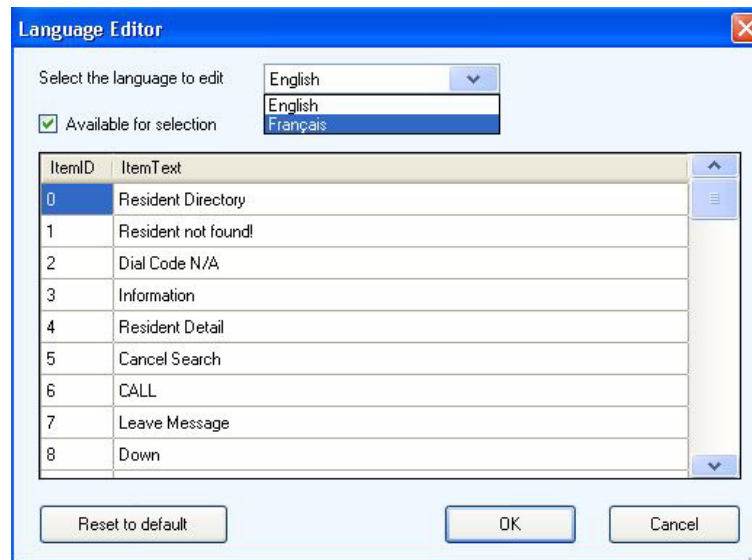 Language Editor
Select the language to edit English
English
Available for selection Français
ItemID ItemText
0 Resident Directory
1 Resident not found!
2 Dial Code N/A
3 Information
4 Resident Detail
5 Cancel Search
6 CALL
7 Leave Message
8 Down
Reset to default OK Cancel